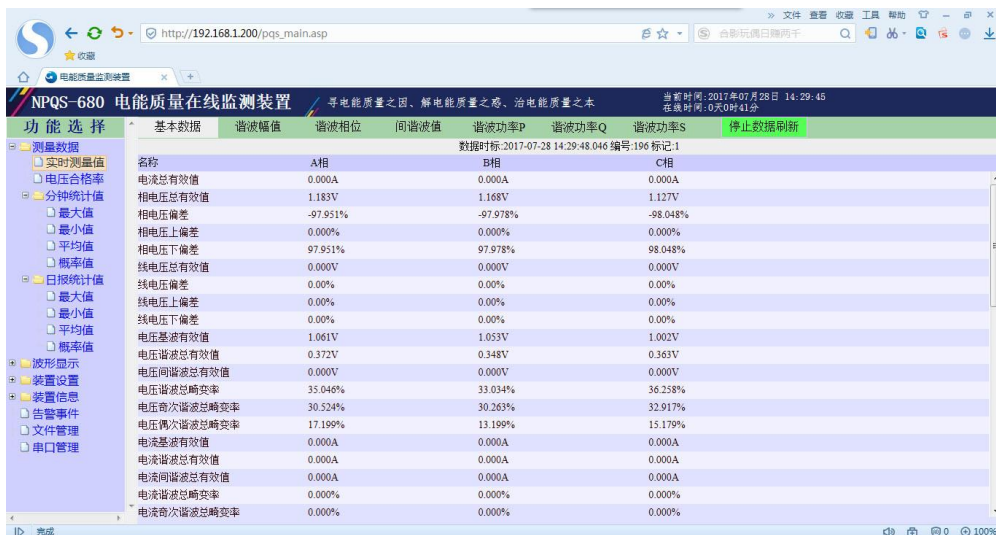 » 文件 查看 收藏 工具 帮助
http://192.168.1.200/pqs_main.asp
合影玩偶日赚两千
收藏
电能质量监测装置
NPQS-680 电能质量在线监测装置
寻电能质量之因、解电能质量之惑、治电能质量之本
当前时间:2017年07月28日 14:29:45
在线时间:0天0时41分
功能选择
基本数据 谐波幅值 谐波相位 间谐波值 谐波功率P 谐波功率Q 谐波功率S 停止数据刷新
数据时标:2017-07-28 14:29:48.046 编号:196 标记:1
测量数据
实时测量值
电压合格率
分钟统计值
最大值
最小值
平均值
概率值
日报统计值
最大值
最小值
平均值
概率值
波形显示
装置设置
装置信息
告警事件
文件管理
串口管理
名称 A相 B相 C相
电流总有效值 0.000A 0.000A 0.000A
相电压总有效值 1.183V 1.168V 1.127V
相电压偏差 -97.951% -97.978% -98.048%
相电压上偏差 0.000% 0.000% 0.000%
相电压下偏差 97.951% 97.978% 98.048%
线电压总有效值 0.000V 0.000V 0.000V
线电压偏差 0.00% 0.00% 0.00%
线电压上偏差 0.00% 0.00% 0.00%
线电压下偏差 0.00% 0.00% 0.00%
电压基波有效值 1.061V 1.053V 1.002V
电压谐波总有效值 0.372V 0.348V 0.363V
电压间谐波总有效值 0.000V 0.000V 0.000V
电压谐波总畸变率 35.046% 33.034% 36.258%
电压奇次谐波总畸变率 30.524% 30.263% 32.917%
电压偶次谐波总畸变率 17.199% 13.199% 15.179%
电流基波有效值 0.000A 0.000A 0.000A
电流谐波总有效值 0.000A 0.000A 0.000A
电流间谐波总有效值 0.000A 0.000A 0.000A
电流谐波总畸变率 0.000% 0.000% 0.000%
电流奇次谐波总畸变率 0.000% 0.000% 0.000%
完成
0 100%